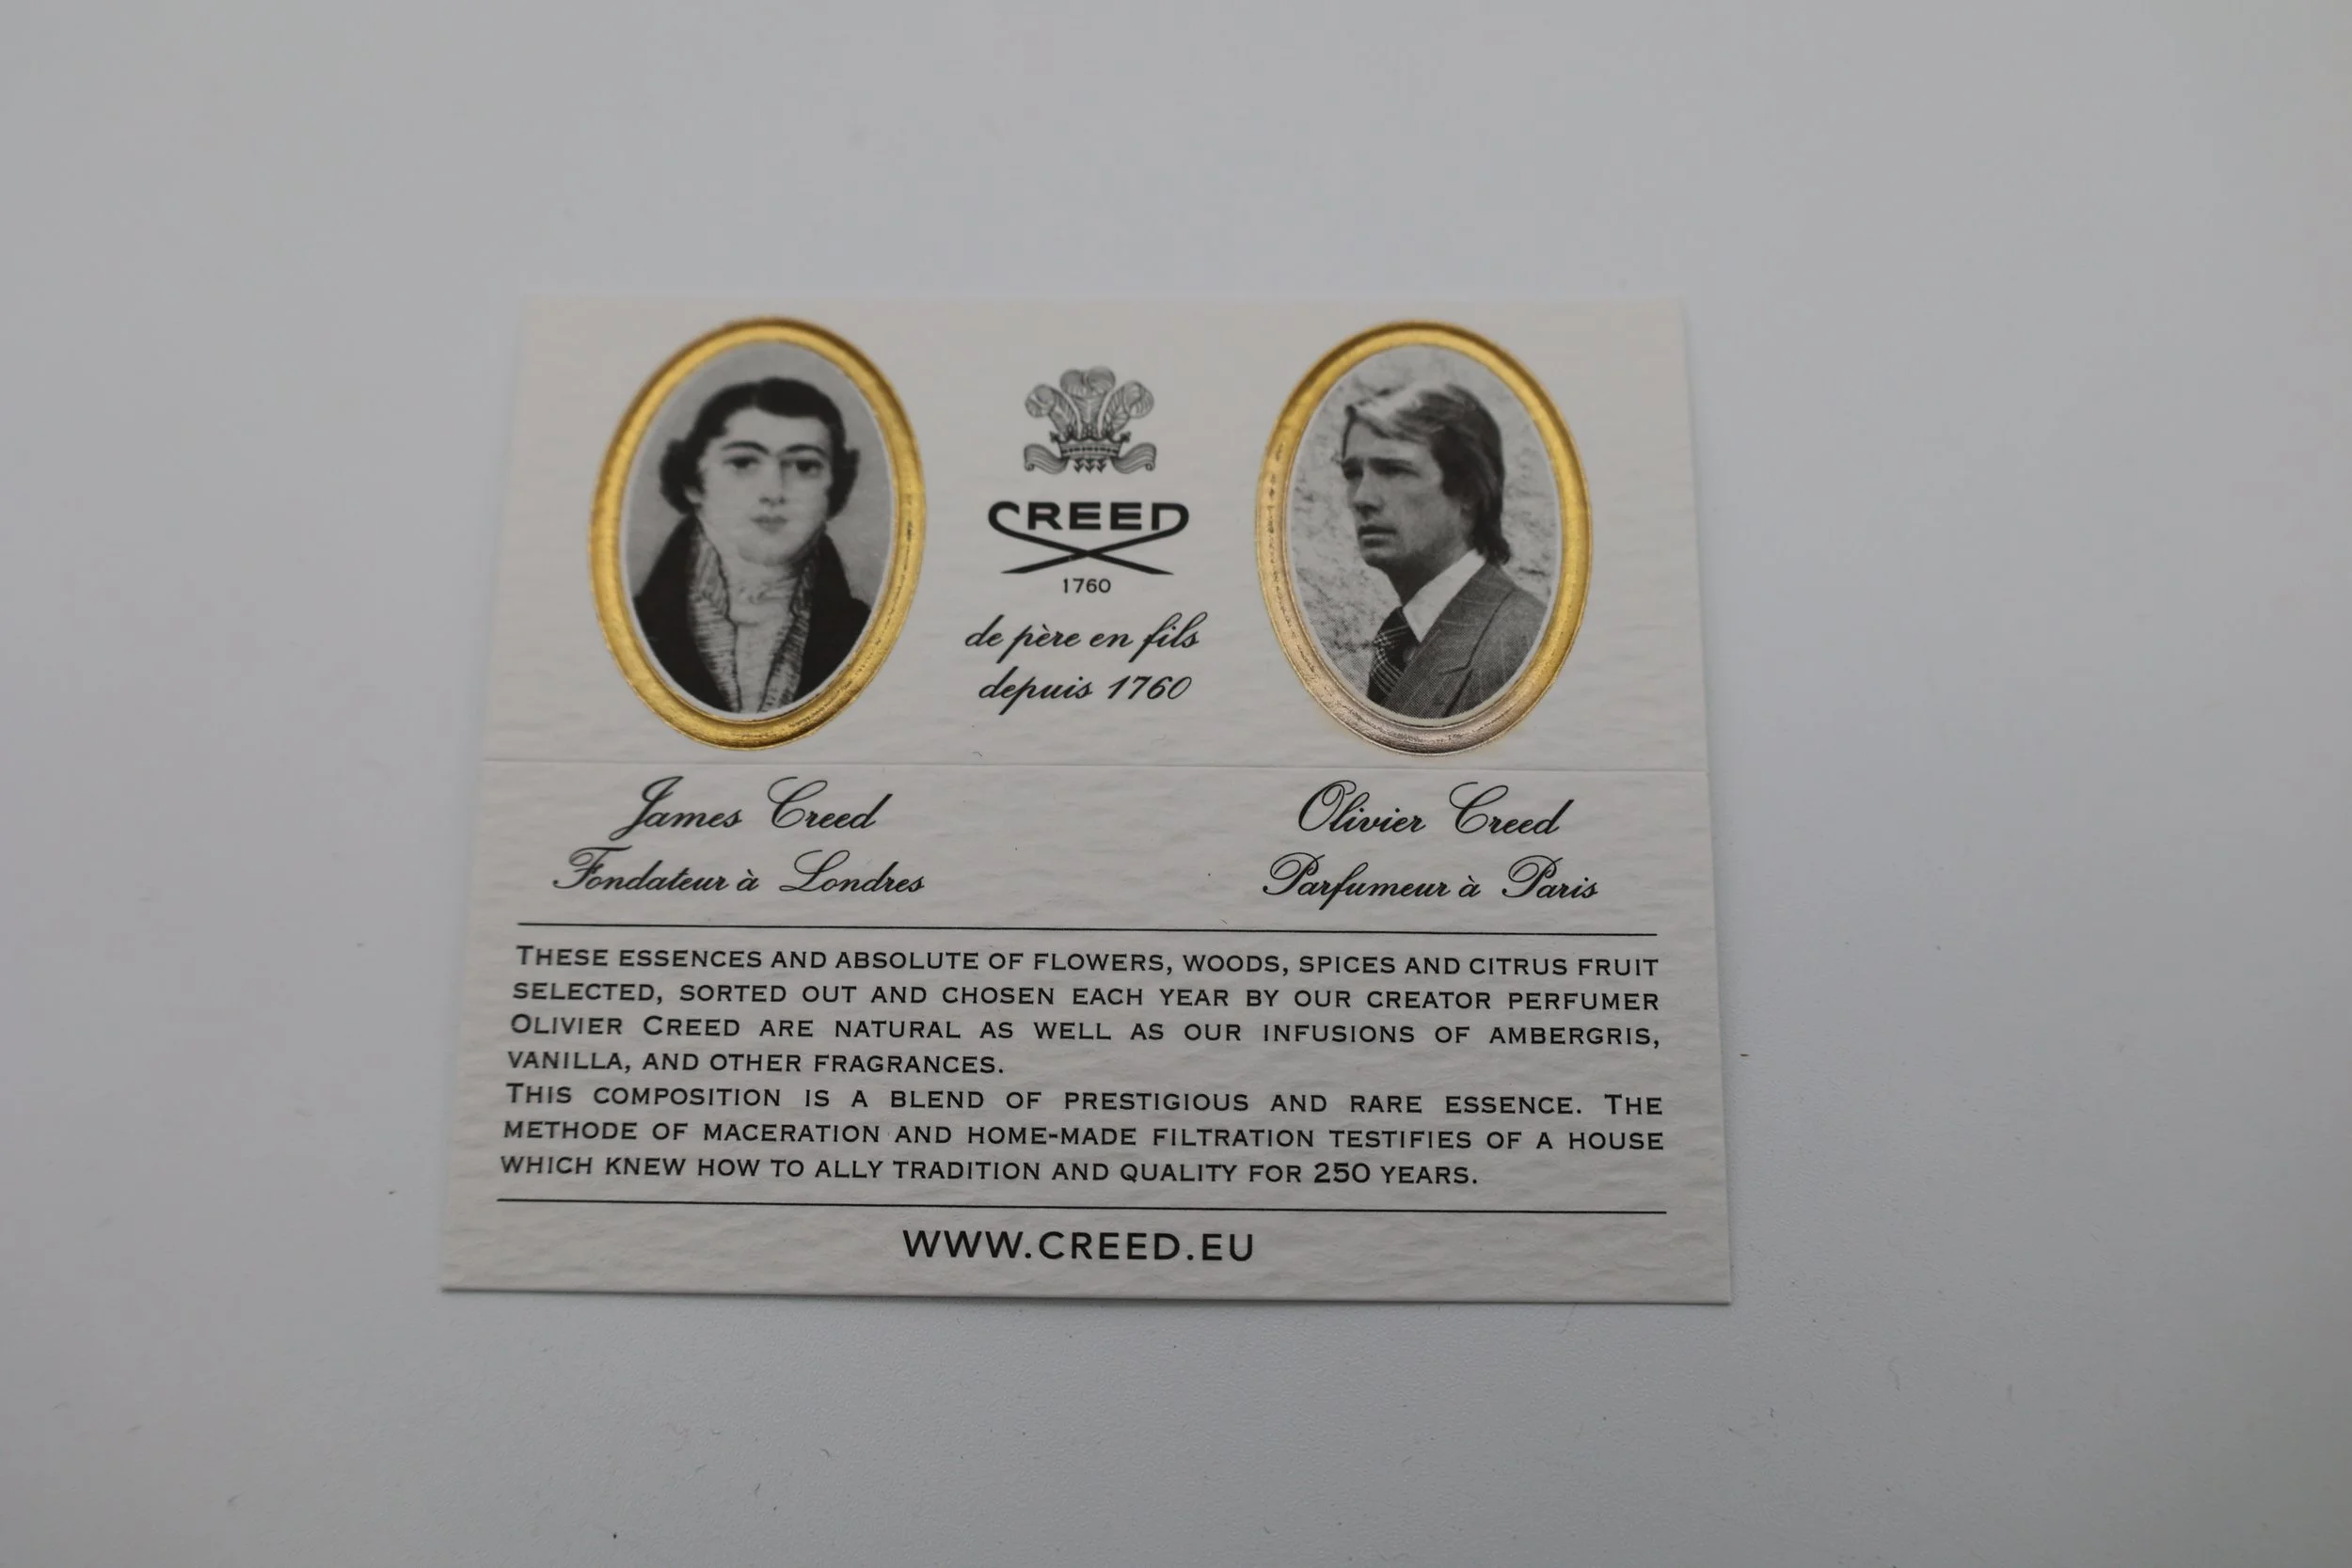 CREED
1760
de père en fils
depuis 1760
James Creed
Fondateur à Londres
Olivier Creed
Parfumeur à Paris
THESE ESSENCES AND ABSOLUTE OF FLOWERS, WOODS, SPICES AND CITRUS FRUIT
SELECTED, SORTED OUT AND CHOSEN EACH YEAR BY OUR CREATOR PERFUMER
OLIVIER CREED ARE NATURAL AS WELL AS OUR INFUSIONS OF AMBERGRIS,
VANILLA, AND OTHER FRAGRANCES.
THIS COMPOSITION IS A BLEND OF PRESTIGIOUS AND RARE ESSENCE. THE
METHODE OF MACERATION AND HOME-MADE FILTRATION TESTIFIES OF A HOUSE
WHICH KNEW HOW TO ALLY TRADITION AND QUALITY FOR 250 YEARS.
WWW.CREED.EU